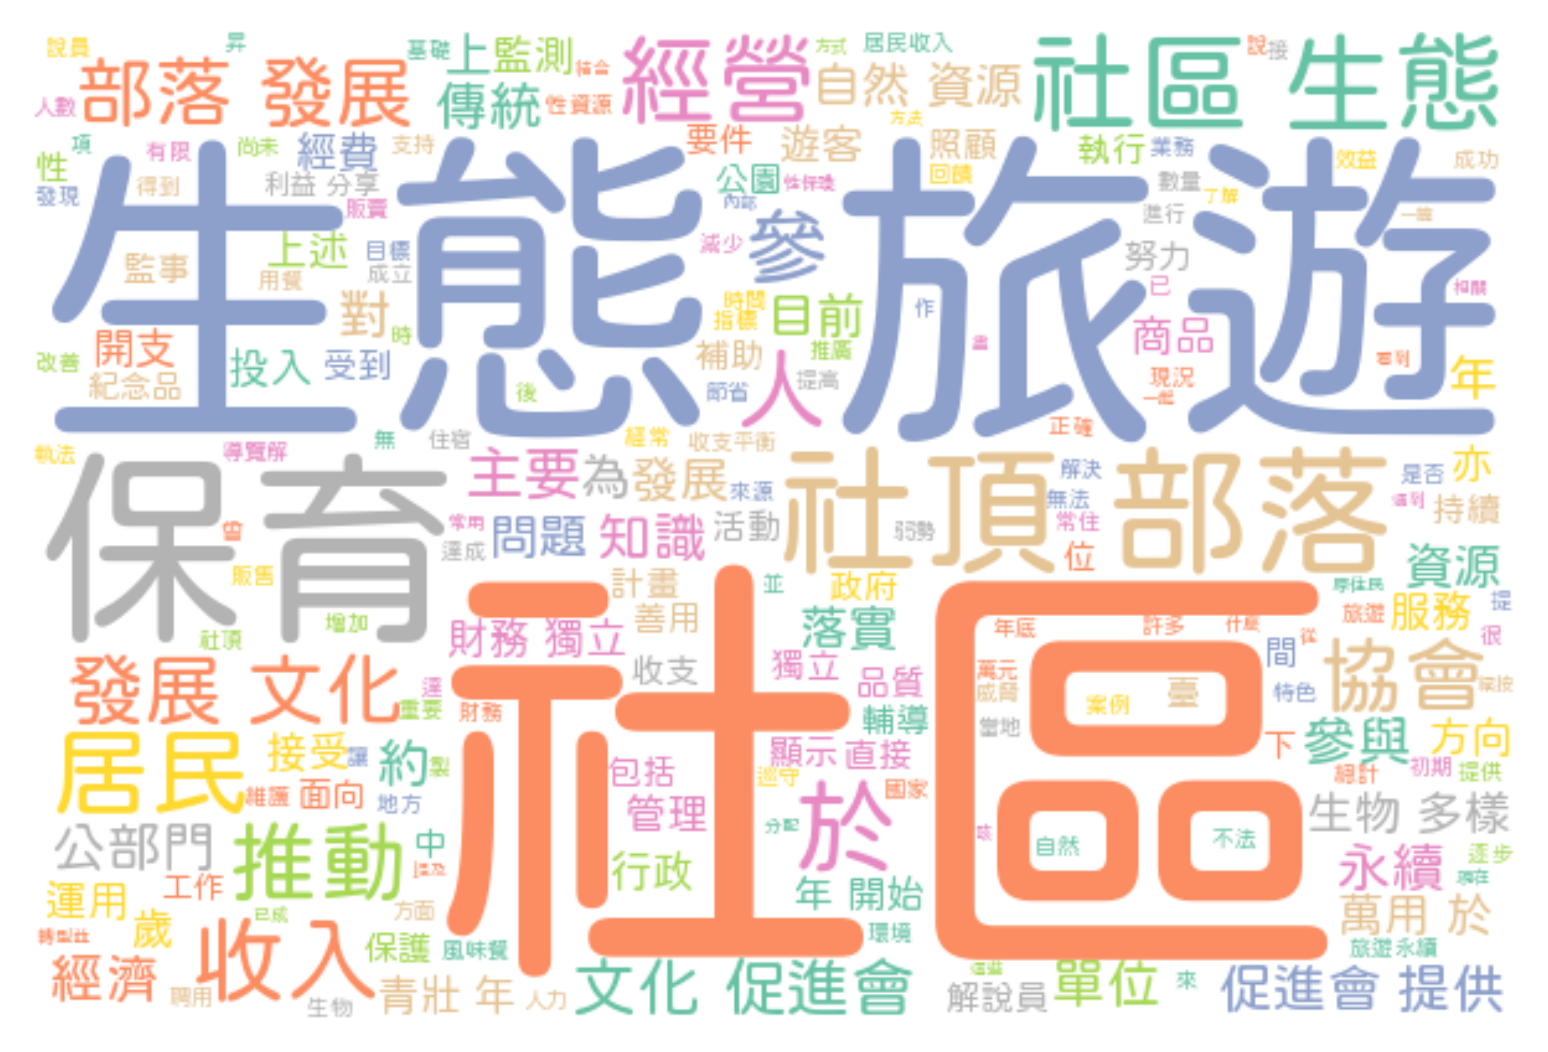 說員 昇 基礎 上 監測 結合 經營 方式 居民收入 社區 生態 說 接
人數 部落 發展 傳統 性資源 自然 資源
方法
項 有限 尚未 經費 支持 要件 遊客 照顧 執行 業務 效益 成功
性 得到 利益 分享 公園 性保護 回饋 數量
發現 販賣 內部 了解
生態旅遊
進行 一種
監事 上述 目標 減少 參 努力
用餐 成立 已 和關
對 時間 目前 作
開支 時 指標 商品
改善 投入 受到 補助 推廣 人 看到 年
紀念品 後 節省 提高 現況
一起
無 住宿 經常 收支平衡 正確
執法 導覽解 亦
保育 主要 為 發展 來源 社頂 部落 解決 是否
無法 持續
曾 常用 問題 知識 活動 弱勢 常住
達成 位
販售 計畫 並 政府 原住民 資源
增加 善用 旅遊 服務 提
社頂 財務 獨立 落實 年底 許多 什麼 從 很
社區
發展 文化 收支 獨立 品質 萬元 間 協會
重要 財務 威爾 案例 臺 特色
居民 輔導 當地 參與 方向
接受 讓 約 製 顯示 直接 下
包括 巡守 總計 初期 提供
維護 面向 地方 管理 於 國家 生物 多樣
公部門 推動 中 分配 自然 不法
行政 永續 逐步
運用 工作 年 開始 現在
方面 萬用 於
已成
歲 收入 保護 風味餐 環境 旅遊 永續
經濟 文化 促進會 單位 促進會 提供
聘用 生物 青壯 年 人力 解說員 來